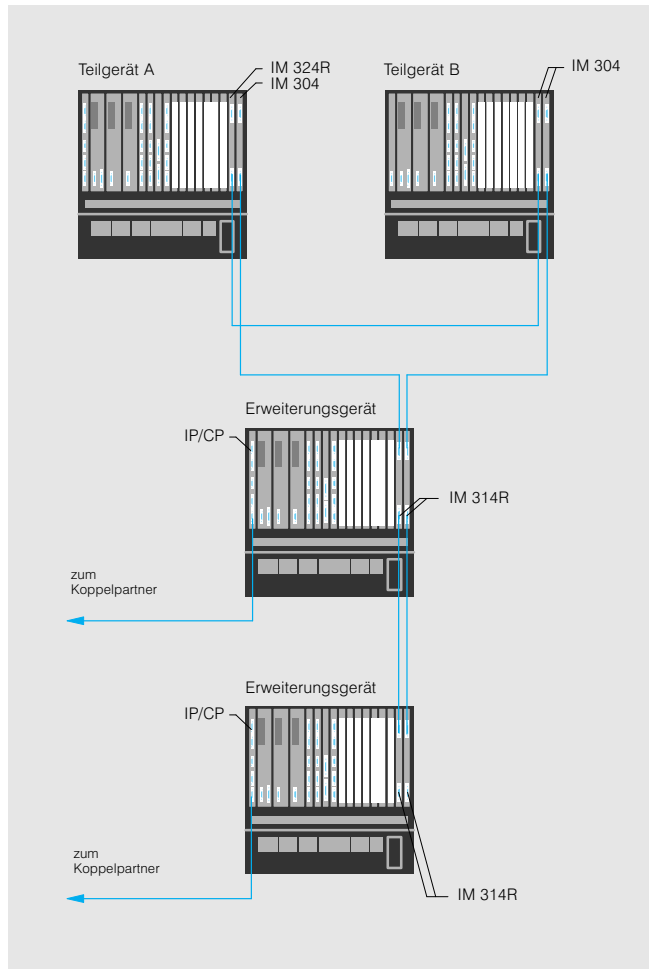 Teilgerät A
IM 324R
IM 304
Teilgerät B
IM 304
Erweiterungsgerät
IP/CP
IM 314R
zum
Koppelpartner
Erweiterungsgerät
IP/CP
zum
Koppelpartner
IM 314R